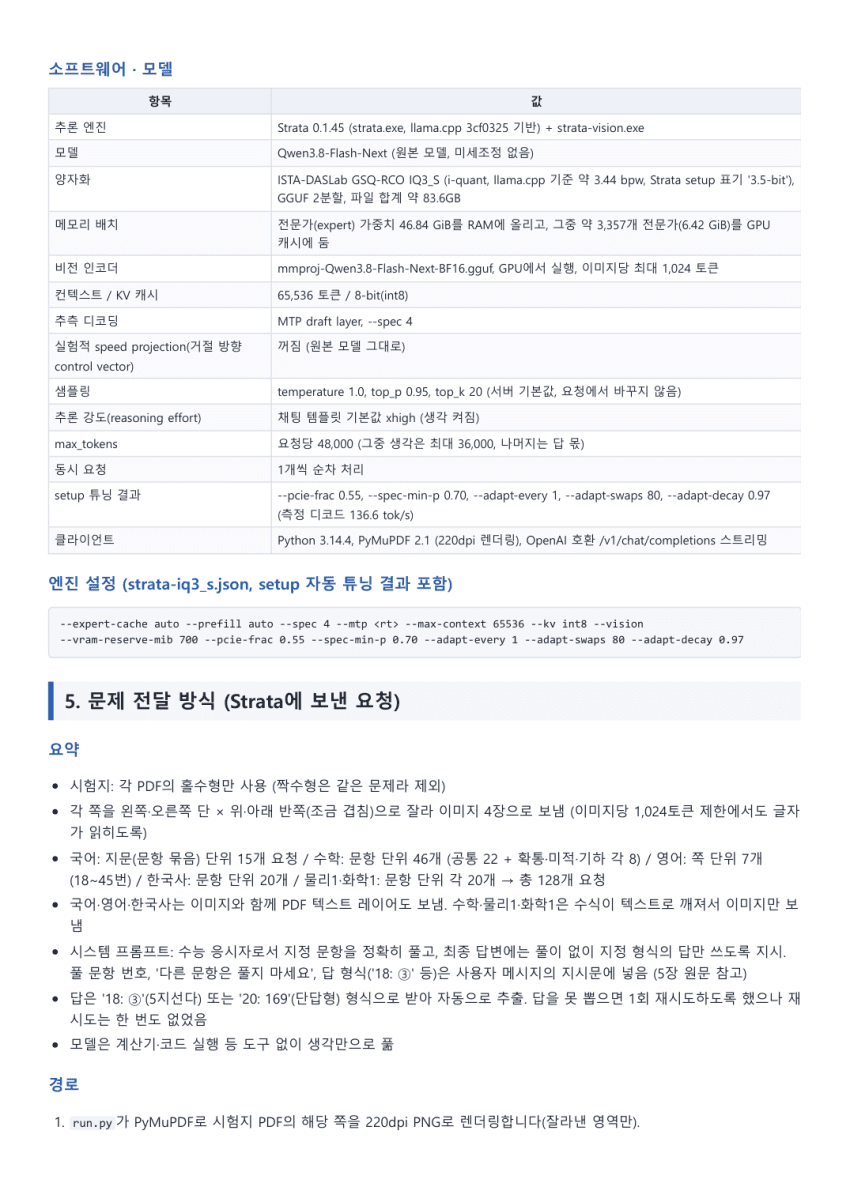 소프트웨어 · 모델
항목 값
추론 엔진 Strata 0.1.45 (strata.exe, llama.cpp 3cf0325 기반) + strata-vision.exe
모델 Qwen3.8-Flash-Next (원본 모델, 미세조정 없음)
양자화 ISTA-DASLab GSQ-RCO IQ3_S (i-quant, llama.cpp 기준 약 3.44 bpw, Strata setup 표기 '3.5-bit'),
GGUF 2분할, 파일 합계 약 83.6GB
메모리 배치 전문가(expert) 가중치 46.84 GiB를 RAM에 올리고, 그중 약 3,357개 전문가(6.42 GiB)를 GPU
캐시에 둠
비전 인코더 mmproj-Qwen3.8-Flash-Next-BF16.gguf, GPU에서 실행, 이미지당 최대 1,024 토큰
컨텍스트 / KV 캐시 65,536 토큰 / 8-bit(int8)
추측 디코딩 MTP draft layer, --spec 4
실험적 speed projection(거절 방향 꺼짐 (원본 모델 그대로)
control vector)
샘플링 temperature 1.0, top_p 0.95, top_k 20 (서버 기본값, 요청에서 바꾸지 않음)
추론 강도(reasoning effort) 채팅 템플릿 기본값 xhigh (생각 켜짐)
max_tokens 요청당 48,000 (그중 생각은 최대 36,000, 나머지는 답 몫)
동시 요청 1개씩 순차 처리
setup 튜닝 결과 --pcie-frac 0.55, --spec-min-p 0.70, --adapt-every 1, --adapt-swaps 80, --adapt-decay 0.97
(측정 디코드 136.6 tok/s)
클라이언트 Python 3.14.4, PyMuPDF 2.1 (220dpi 렌더링), OpenAI 호환 /v1/chat/completions 스트리밍
엔진 설정 (strata-iq3_s.json, setup 자동 튜닝 결과 포함)
--expert-cache auto --prefill auto --spec 4 --mtp <rt> --max-context 65536 --kv int8 --vision
--vram-reserve-mib 700 --pcie-frac 0.55 --spec-min-p 0.70 --adapt-every 1 --adapt-swaps 80 --adapt-decay 0.97
5. 문제 전달 방식 (Strata에 보낸 요청)
요약
• 시험지: 각 PDF의 홀수형만 사용 (짝수형은 같은 문제라 제외)
• 각 쪽을 왼쪽·오른쪽 단 × 위·아래 반쪽(조금 겹침)으로 잘라 이미지 4장으로 보냄 (이미지당 1,024토큰 제한에서도 글자
가 읽히도록)
• 국어: 지문(문항 묶음) 단위 15개 요청 / 수학: 문항 단위 46개 (공통 22 + 확통·미적·기하 각 8) / 영어: 쪽 단위 7개
(18~45번) / 한국사: 문항 단위 20개 / 물리1·화학1: 문항 단위 각 20개 → 총 128개 요청
• 국어·영어·한국사는 이미지와 함께 PDF 텍스트 레이어도 보냄. 수학·물리1·화학1은 수식이 텍스트로 깨져서 이미지만 보
냄
• 시스템 프롬프트: 수능 응시자로서 지정 문항을 정확히 풀고, 최종 답변에는 풀이 없이 지정 형식의 답만 쓰도록 지시.
풀 문항 번호, '다른 문항은 풀지 마세요', 답 형식('18: ③' 등)은 사용자 메시지의 지시문에 넣음 (5장 원문 참고)
• 답은 '18: ③'(5지선다) 또는 '20: 169'(단답형) 형식으로 받아 자동으로 추출. 답을 못 뽑으면 1회 재시도하도록 했으나 재
시도는 한 번도 없었음
• 모델은 계산기·코드 실행 등 도구 없이 생각만으로 풂
경로
1. run.py가 PyMuPDF로 시험지 PDF의 해당 쪽을 220dpi PNG로 렌더링합니다(잘라낸 영역만).